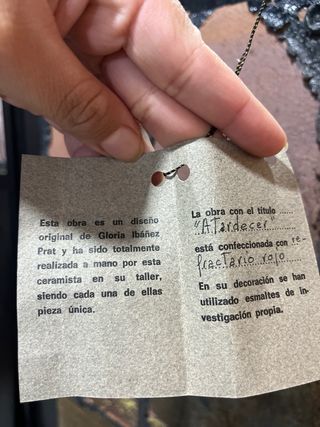 Esta obra es un diseño
original de Gloria Ibáñez
Prat y ha sido totalmente
realizada a mano por esta
ceramista en su taller,
siendo cada una de ellas
pieza única.
La obra con el título ......
"Atardecer"
está confeccionada con re-
fractario rojo
En su decoración se han
utilizado esmaltes de in-
vestigación propia.